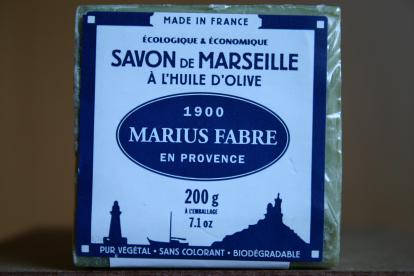 MADE IN FRANCE
ÉCOLOGIQUE & ÉCONOMIQUE
SAVON DE MARSEILLE
À L'HUILE D'OLIVE
1900
MARIUS FABRE
EN PROVENCE
200 g
À L'EMBALLAGE
7.1 oz
PUR VÉGÉTAL • SANS COLORANT • BIODÉGRADABLE